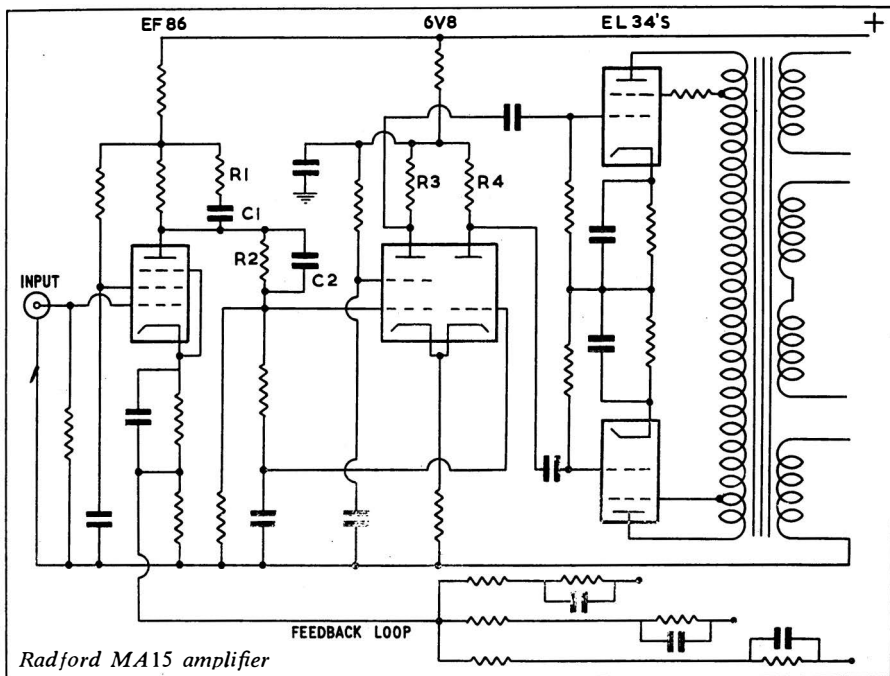 EF86
6V8
EL34'S
+
R1
C1
R3
R4
R2
C2
INPUT
FEEDBACK LOOP
Radford MA15 amplifier